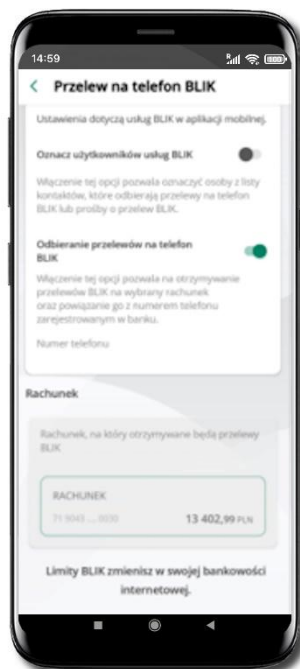 14:59
Przelew na telefon BLIK
Ustawienia dotyczą usług BLIK w aplikacji mobilnej.
Oznacz użytkowników usług BLIK
Włączenie tej opcji pozwala oznaczyć osoby z listy
kontaktów, które odbierają przelewy na telefon
BLIK lub prośby o przelew BLIK.
Odbieranie przelewów na telefon
BLIK
Włączenie tej opcji pozwala na otrzymywanie
przelewów BLIK na wybrany rachunek
oraz powiązanie go z numerem telefonu
zarejestrowanym w banku.
Numer telefonu
Rachunek
Rachunek, na który otrzymywane będą przelewy
BLIK
RACHUNEK
13 402,99 PLN
Limity BLIK zmienisz w swojej bankowości
internetowej.